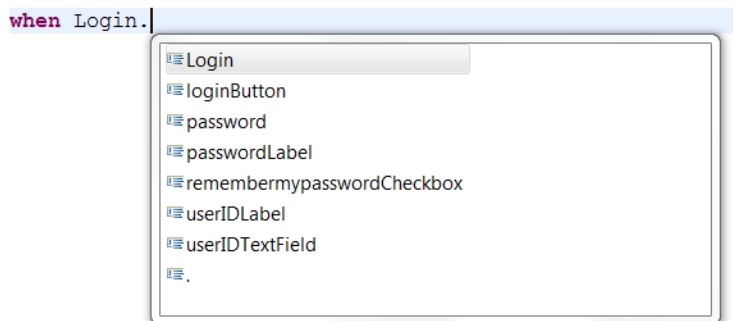 when Login.
Login
loginButton
password
passwordLabel
remembermypasswordCheckbox
userIDLabel
userIDTextField
.